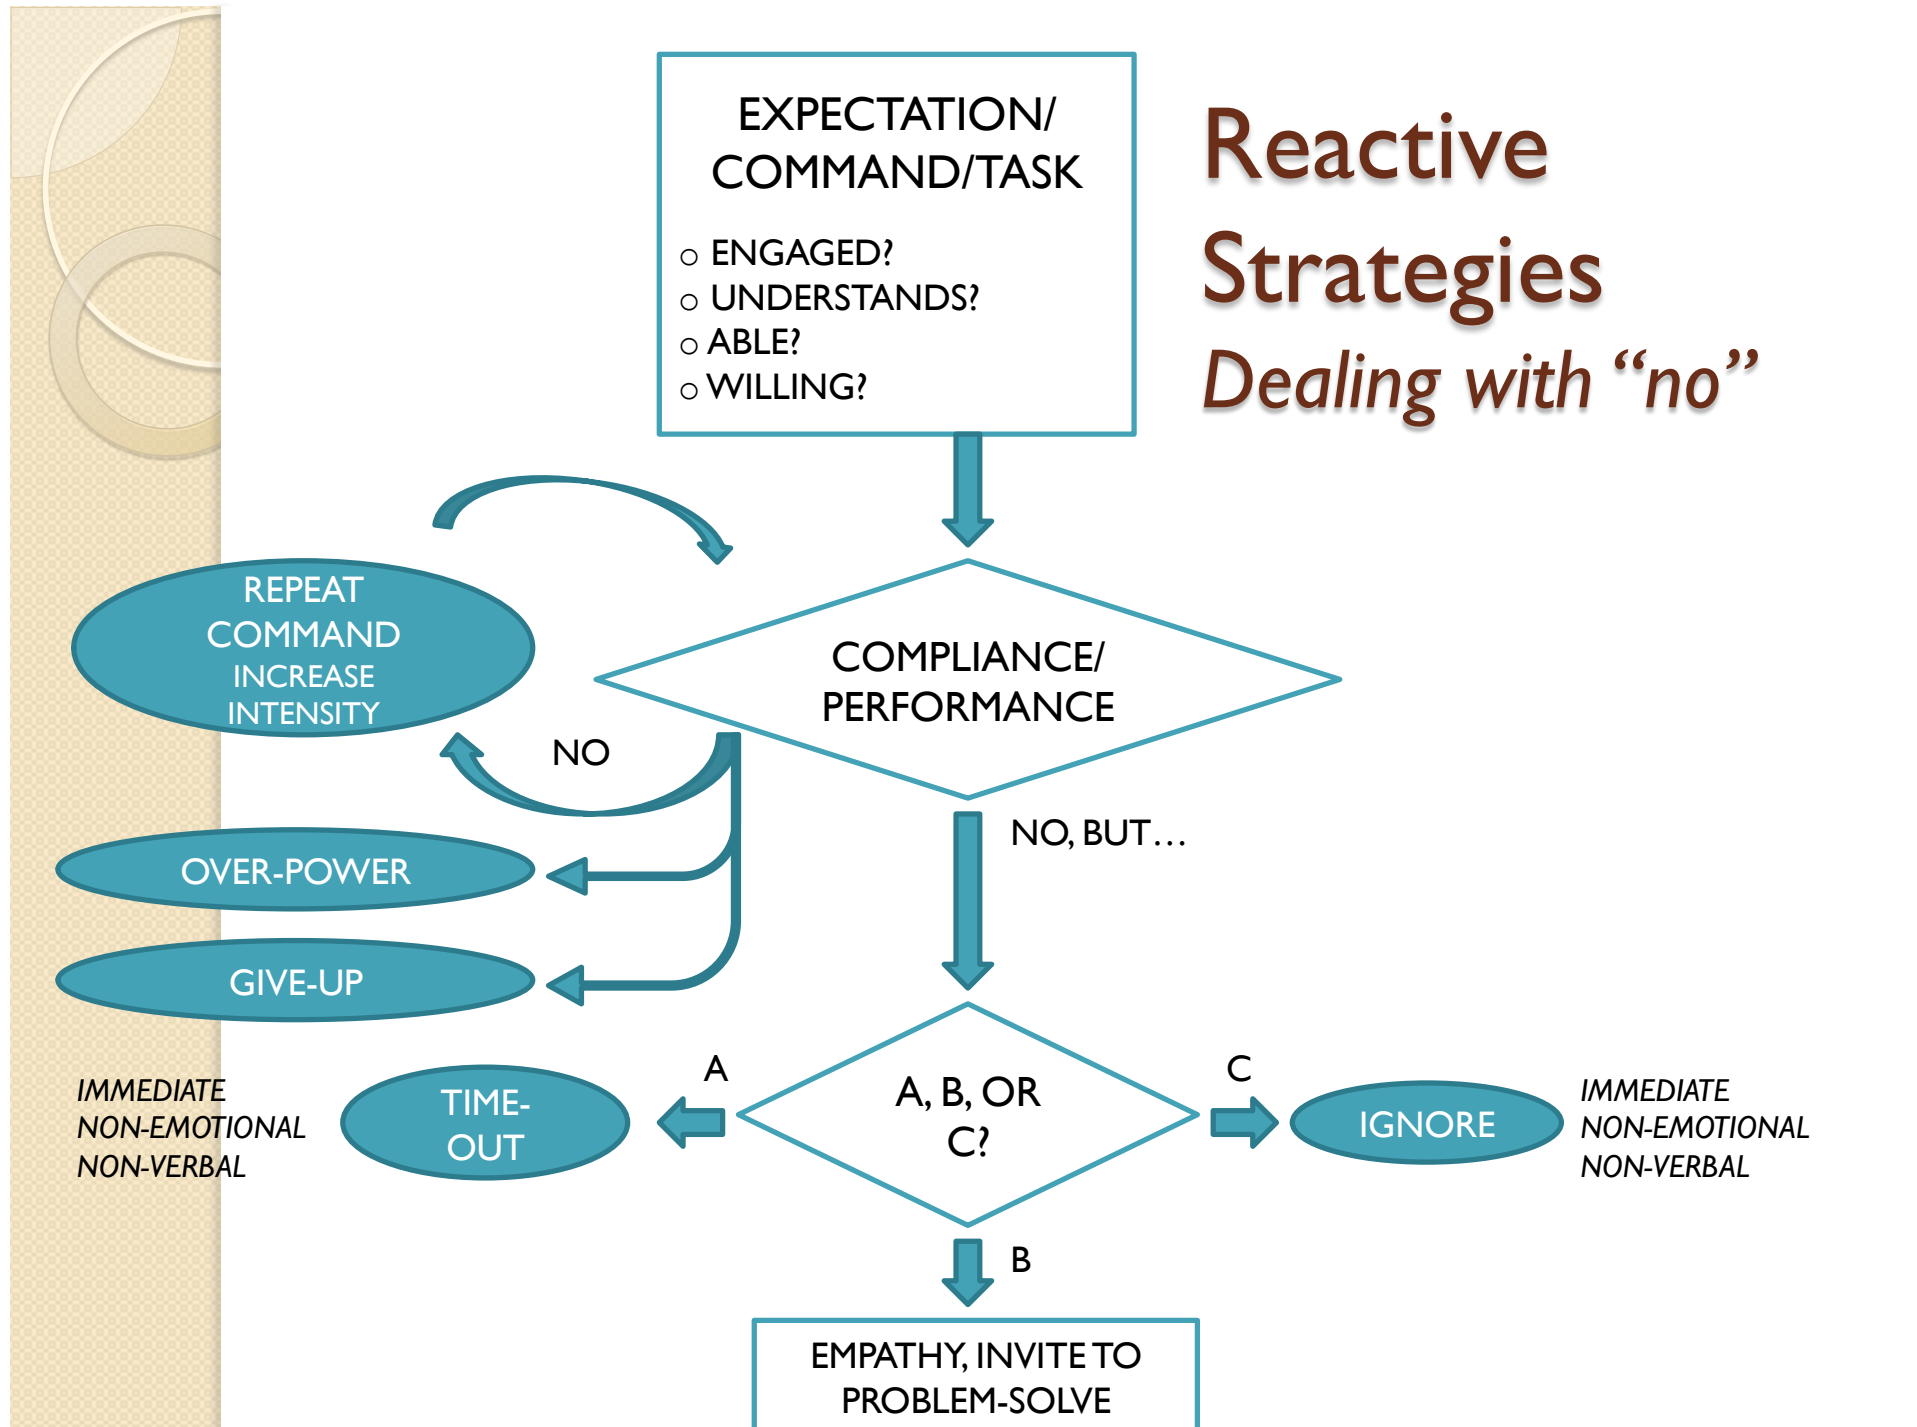 EXPECTATION/
COMMAND/TASK
o ENGAGED?
o UNDERSTANDS?
o ABLE?
o WILLING?
Reactive
Strategies
Dealing with “no”
REPEAT
COMMAND
INCREASE
INTENSITY
COMPLIANCE/
PERFORMANCE
NO
NO, BUT…
OVER-POWER
GIVE-UP
IMMEDIATE
NON-EMOTIONAL
NON-VERBAL
TIME-
OUT
A
A, B, OR
C?
C
IGNORE
IMMEDIATE
NON-EMOTIONAL
NON-VERBAL
B
EMPATHY, INVITE TO
PROBLEM-SOLVE